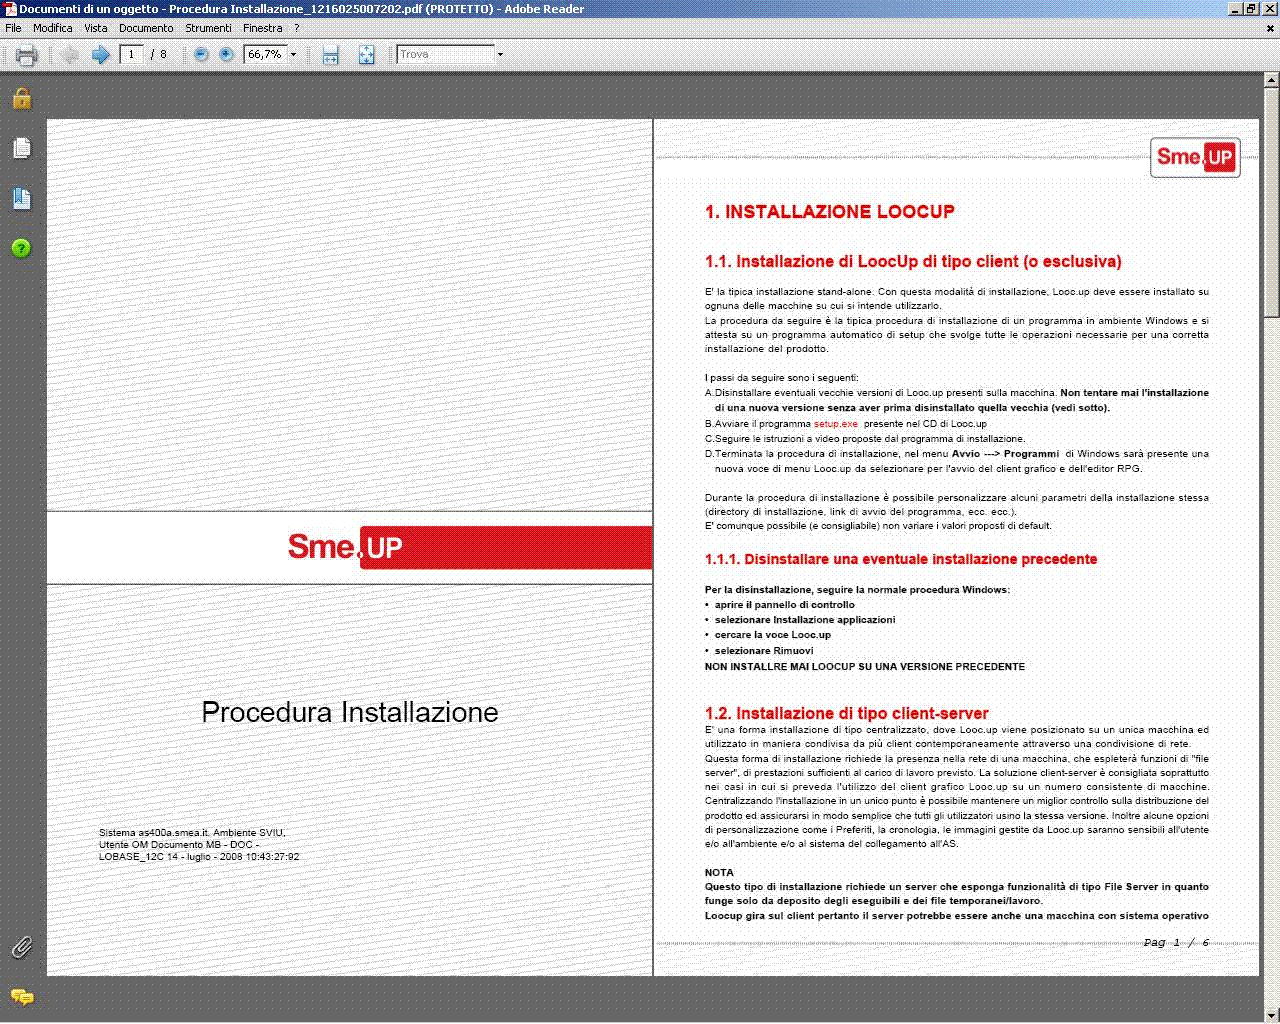 Documenti di un oggetto - Procedura Installazione_1216025007202.pdf (PROTETTO) - Adobe Reader
File Modifica Vista Documento Strumenti Finestra ?
1 / 8 66,7% Trova
Sme.UP
Procedura Installazione
Sistema as400a.smea.it, Ambiente SVIU,
Utente OM Documento MB - DOC -
LOBASE_12C 14 - luglio - 2008 10:43:27:92
Sme.UP
1. INSTALLAZIONE LOOCUP
1.1. Installazione di LoocUp di tipo client (o esclusiva)
E' la tipica installazione stand-alone. Con questa modalità di installazione, Looc.up deve essere installato su
ognuna delle macchine su cui si intende utilizzarlo.
La procedura da seguire è la tipica procedura di installazione di un programma in ambiente Windows e si
attesta su un programma automatico di setup che svolge tutte le operazioni necessarie per una corretta
installazione del prodotto.
I passi da seguire sono i seguenti:
A.Disinstallare eventuali vecchie versioni di Looc.up presenti sulla macchina. Non tentare mai l'installazione
di una nuova versione senza aver prima disinstallato quella vecchia (vedi sotto).
B.Avviare il programma setup.exe presente nel CD di Looc.up
C.Seguire le istruzioni a video proposte dal programma di installazione.
D.Terminata la procedura di installazione, nel menu Avvio ---> Programmi di Windows sarà presente una
nuova voce di menu Looc.up da selezionare per l'avvio del client grafico e dell'editor RPG.
Durante la procedura di installazione è possibile personalizzare alcuni parametri della installazione stessa
(directory di installazione, link di avvio del programma, ecc. ecc.).
E' comunque possibile (e consigliabile) non variare i valori proposti di default.
1.1.1. Disinstallare una eventuale installazione precedente
Per la disinstallazione, seguire la normale procedura Windows:
• aprire il pannello di controllo
• selezionare Installazione applicazioni
• cercare la voce Looc.up
• selezionare Rimuovi
NON INSTALLRE MAI LOOCUP SU UNA VERSIONE PRECEDENTE
1.2. Installazione di tipo client-server
E' una forma installazione di tipo centralizzato, dove Looc.up viene posizionato su un unica macchina ed
utilizzato in maniera condivisa da più client contemporaneamente attraverso una condivisione di rete.
Questa forma di installazione richiede la presenza nella rete di una macchina, che espleterà funzioni di "file
server", di prestazioni sufficienti al carico di lavoro previsto. La soluzione client-server è consigliata soprattutto
nei casi in cui si preveda l'utilizzo del client grafico Looc.up su un numero consistente di macchine.
Centralizzando l'installazione in un unico punto è possibile mantenere un miglior controllo sulla distribuzione del
prodotto ed assicurarsi in modo semplice che tutti gli utilizzatori usino la stessa versione. Inoltre alcune opzioni
di personalizzazione come i Preferiti, la cronologia, le immagini gestite da Looc.up saranno sensibili all'utente
e/o all'ambiente e/o al sistema del collegamento all'AS.
NOTA
Questo tipo di installazione richiede un server che esponga funzionalità di tipo File Server in quanto
funge solo da deposito degli eseguibili e dei file temporanei/lavoro.
Loocup gira sul client pertanto il server potrebbe essere anche una macchina con sistema operativo
Pag 1 / 6